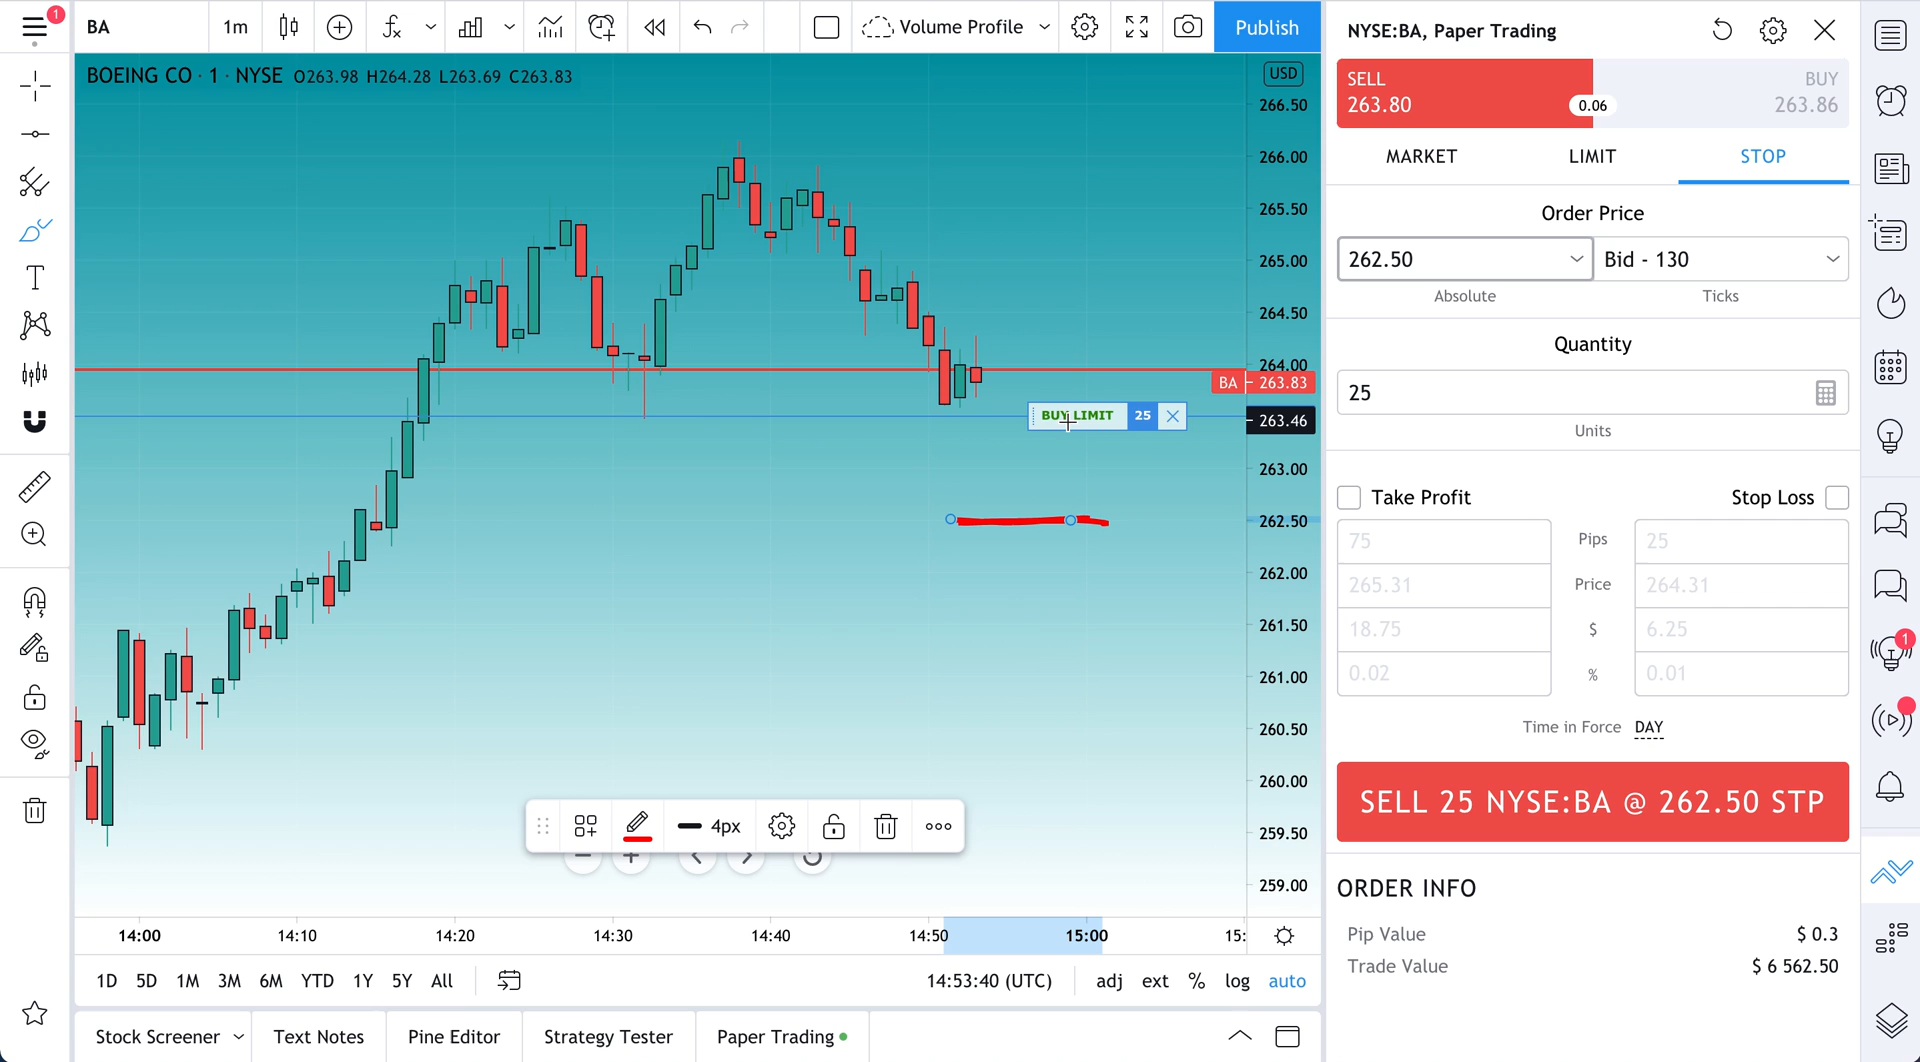 1
BA
1m
Volume Profile
Publish
BOEING CO · 1 · NYSE O263.98 H264.28 L263.69 C263.83
USD
266.50
266.00
265.50
265.00
264.50
264.00
BA 263.83
BUY LIMIT 25
263.46
263.00
262.50
262.00
261.50
261.00
260.50
260.00
259.50
259.00
4px
14:00 14:10 14:20 14:30 14:40 14:50 15:00 15:
1D 5D 1M 3M 6M YTD 1Y 5Y All
14:53:40 (UTC) adj ext % log auto
Stock Screener Text Notes Pine Editor Strategy Tester Paper Trading
NYSE:BA, Paper Trading
SELL
263.80
0.06
BUY
263.86
MARKET LIMIT STOP
Order Price
262.50 Bid - 130
Absolute Ticks
Quantity
25
Units
Take Profit Stop Loss
75 Pips 25
265.31 Price 264.31
18.75 $ 6.25
0.02 % 0.01
Time in Force DAY
SELL 25 NYSE:BA @ 262.50 STP
ORDER INFO
Pip Value $ 0.3
Trade Value $ 6 562.50
1